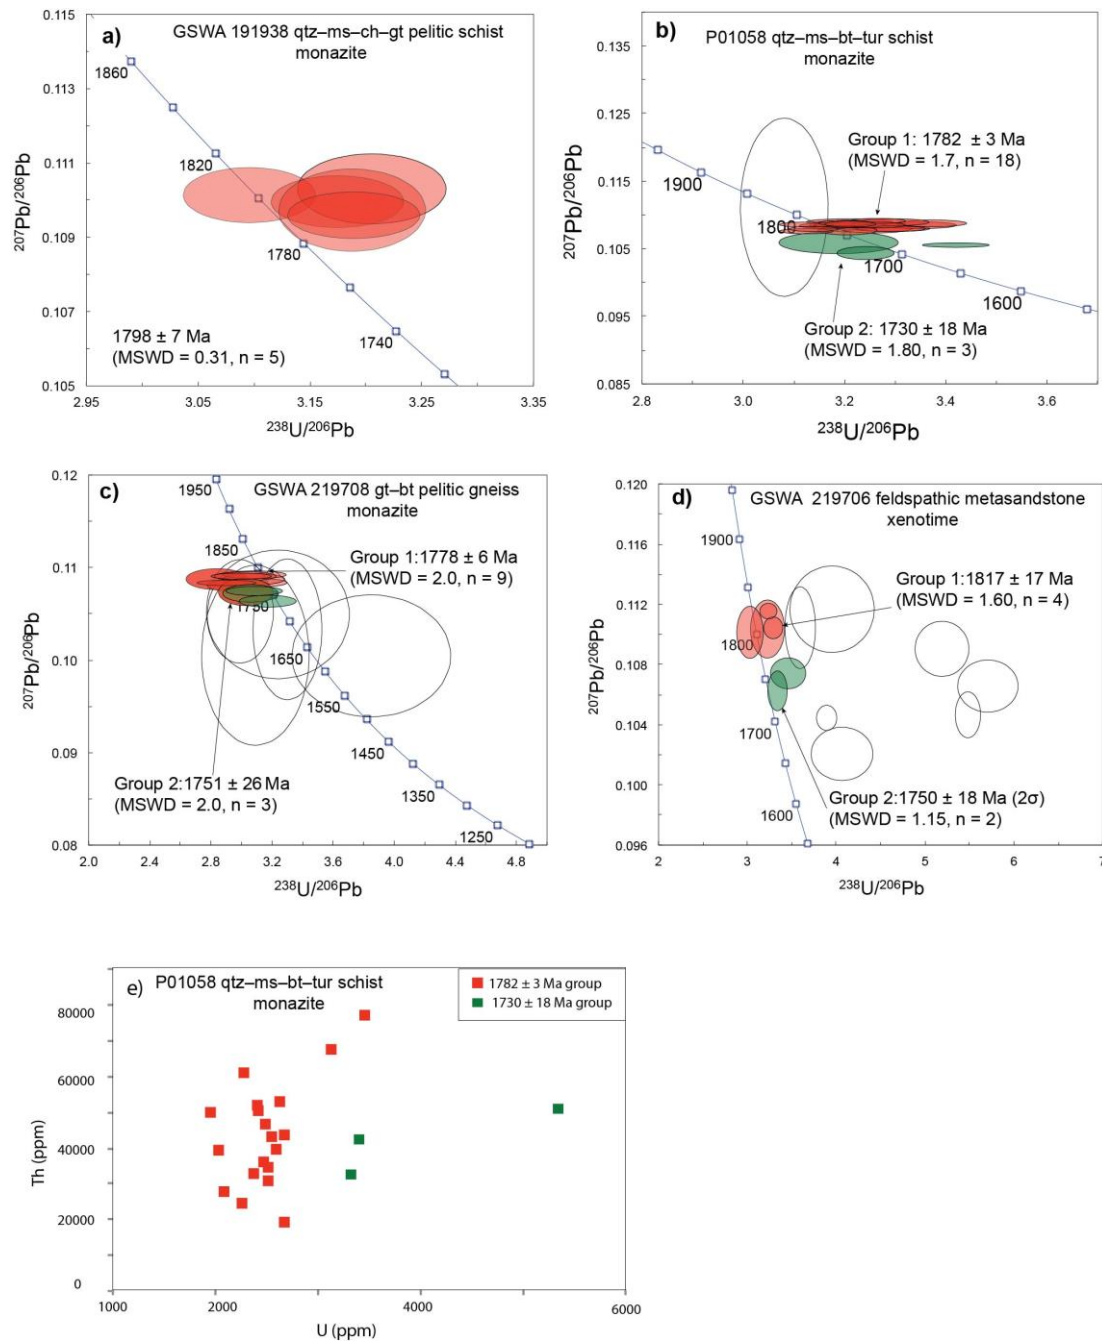 a)
GSWA 191938 qtz–ms–ch–gt pelitic schist
monazite
0.115
0.113
0.111
0.109
0.107
0.105
²⁰⁷Pb/²⁰⁶Pb
1860
1820
1780
1740
1798 ± 7 Ma
(MSWD = 0.31, n = 5)
2.95
3.05
3.15
3.25
3.35
²³⁸U/²⁰⁶Pb
b)
P01058 qtz–ms–bt–tur schist
monazite
0.135
0.125
0.115
0.105
0.095
0.085
²⁰⁷Pb/²⁰⁶Pb
Group 1: 1782 ± 3 Ma
(MSWD = 1.7, n = 18)
1900
1800
1700
1600
Group 2: 1730 ± 18 Ma
(MSWD = 1.80, n = 3)
2.8
3.0
3.2
3.4
3.6
²³⁸U/²⁰⁶Pb
c)
GSWA 219708 gt–bt pelitic gneiss
monazite
0.12
0.11
0.10
0.09
0.08
²⁰⁷Pb/²⁰⁶Pb
1950
1850
1750
1650
1550
1450
1350
1250
Group 1:1778 ± 6 Ma
(MSWD = 2.0, n = 9)
Group 2:1751 ± 26 Ma
(MSWD = 2.0, n = 3)
2.0
2.4
2.8
3.2
3.6
4.0
4.4
4.8
²³⁸U/²⁰⁶Pb
d)
GSWA 219706 feldspathic metasandstone
xenotime
0.120
0.116
0.112
0.108
0.104
0.100
0.096
²⁰⁷Pb/²⁰⁶Pb
1900
1800
1700
1600
Group 1:1817 ± 17 Ma
(MSWD = 1.60, n = 4)
Group 2:1750 ± 18 Ma (2σ)
(MSWD = 1.15, n = 2)
2
3
4
5
6
7
²³⁸U/²⁰⁶Pb
e)
P01058 qtz–ms–bt–tur schist
monazite
1782 ± 3 Ma group
1730 ± 18 Ma group
80000
60000
40000
20000
0
Th (ppm)
1000
2000
4000
6000
U (ppm)